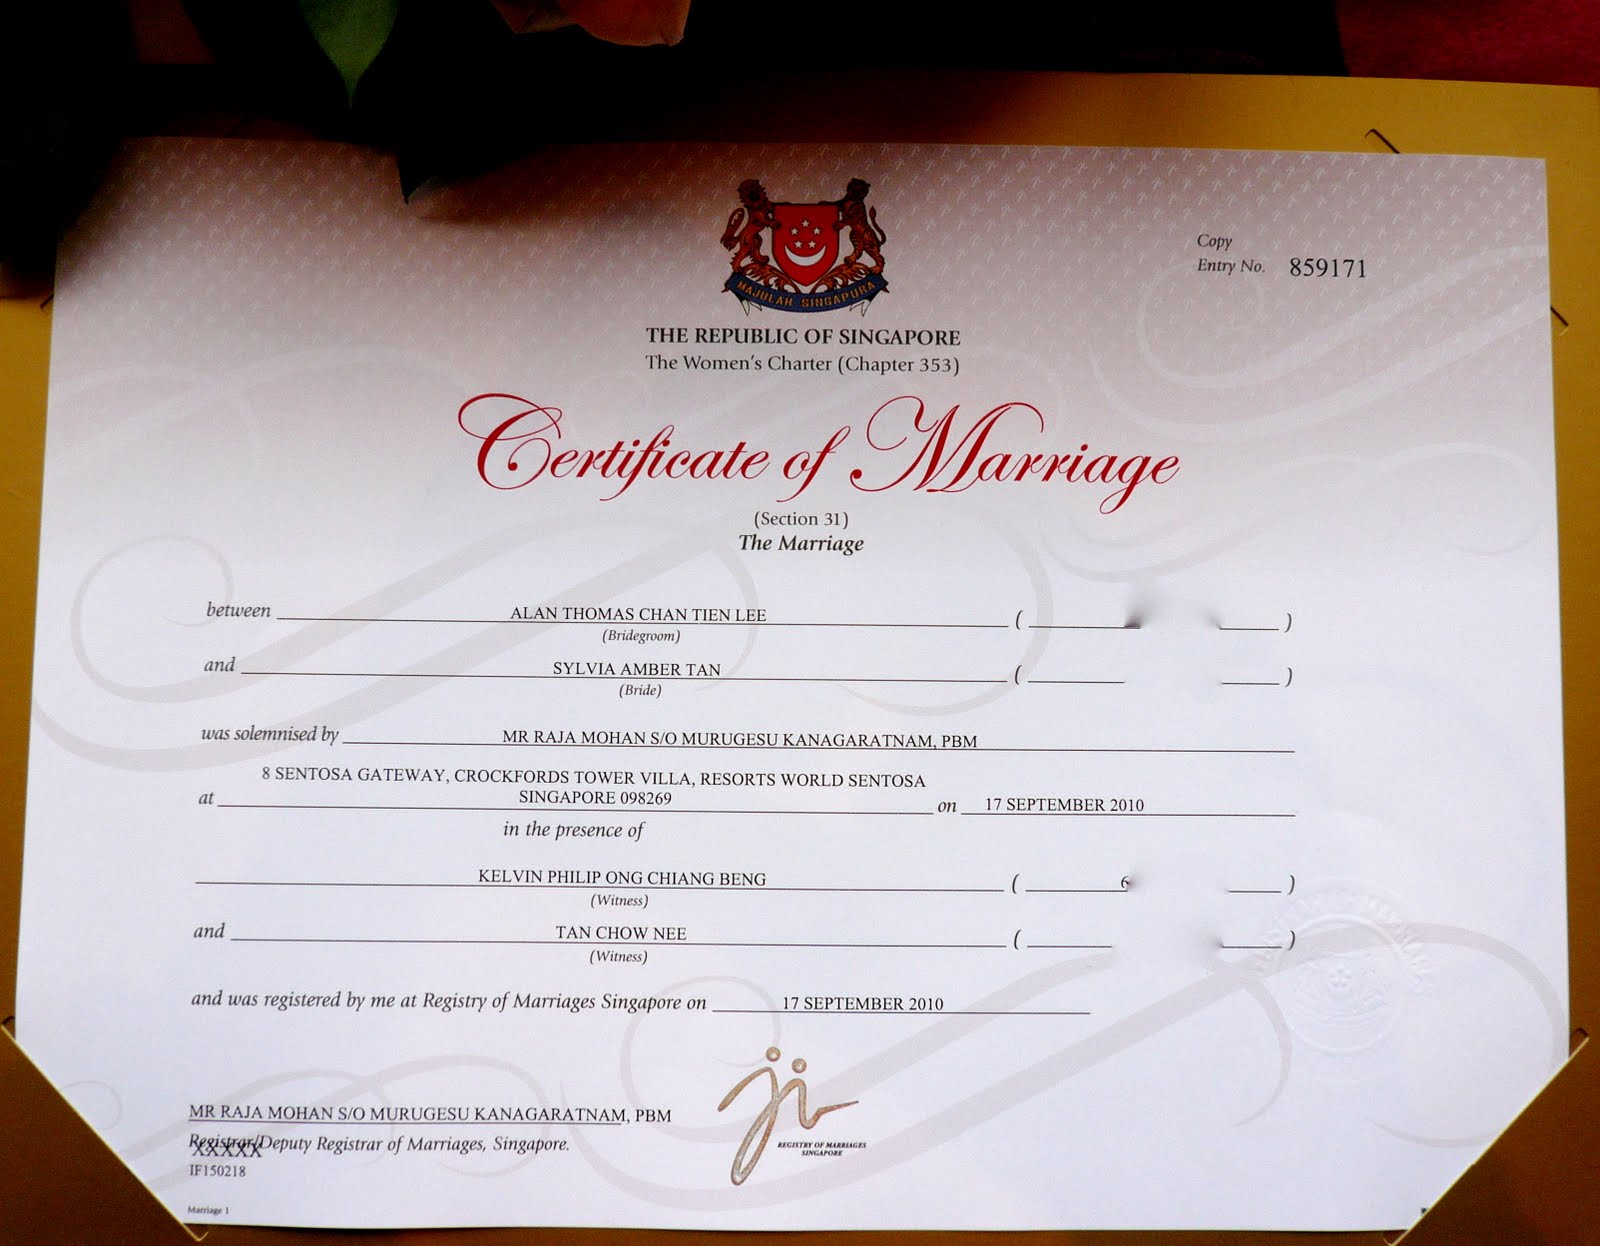 MAJULAH SINGAPURA
Copy
Entry No. 859171
THE REPUBLIC OF SINGAPORE
The Women's Charter (Chapter 353)
Certificate of Marriage
(Section 31)
The Marriage
between ALAN THOMAS CHAN TIEN LEE ( )
(Bridegroom)
and SYLVIA AMBER TAN ( )
(Bride)
was solemnised by MR RAJA MOHAN S/O MURUGESU KANAGARATNAM, PBM
8 SENTOSA GATEWAY, CROCKFORDS TOWER VILLA, RESORTS WORLD SENTOSA
at SINGAPORE 098269 on 17 SEPTEMBER 2010
in the presence of
KELVIN PHILIP ONG CHIANG BENG ( )
(Witness)
and TAN CHOW NEE ( )
(Witness)
and was registered by me at Registry of Marriages Singapore on 17 SEPTEMBER 2010
MR RAJA MOHAN S/O MURUGESU KANAGARATNAM, PBM
Registrar/Deputy Registrar of Marriages, Singapore.
IF150218
REGISTRY OF MARRIAGES
SINGAPORE
Marriage 1